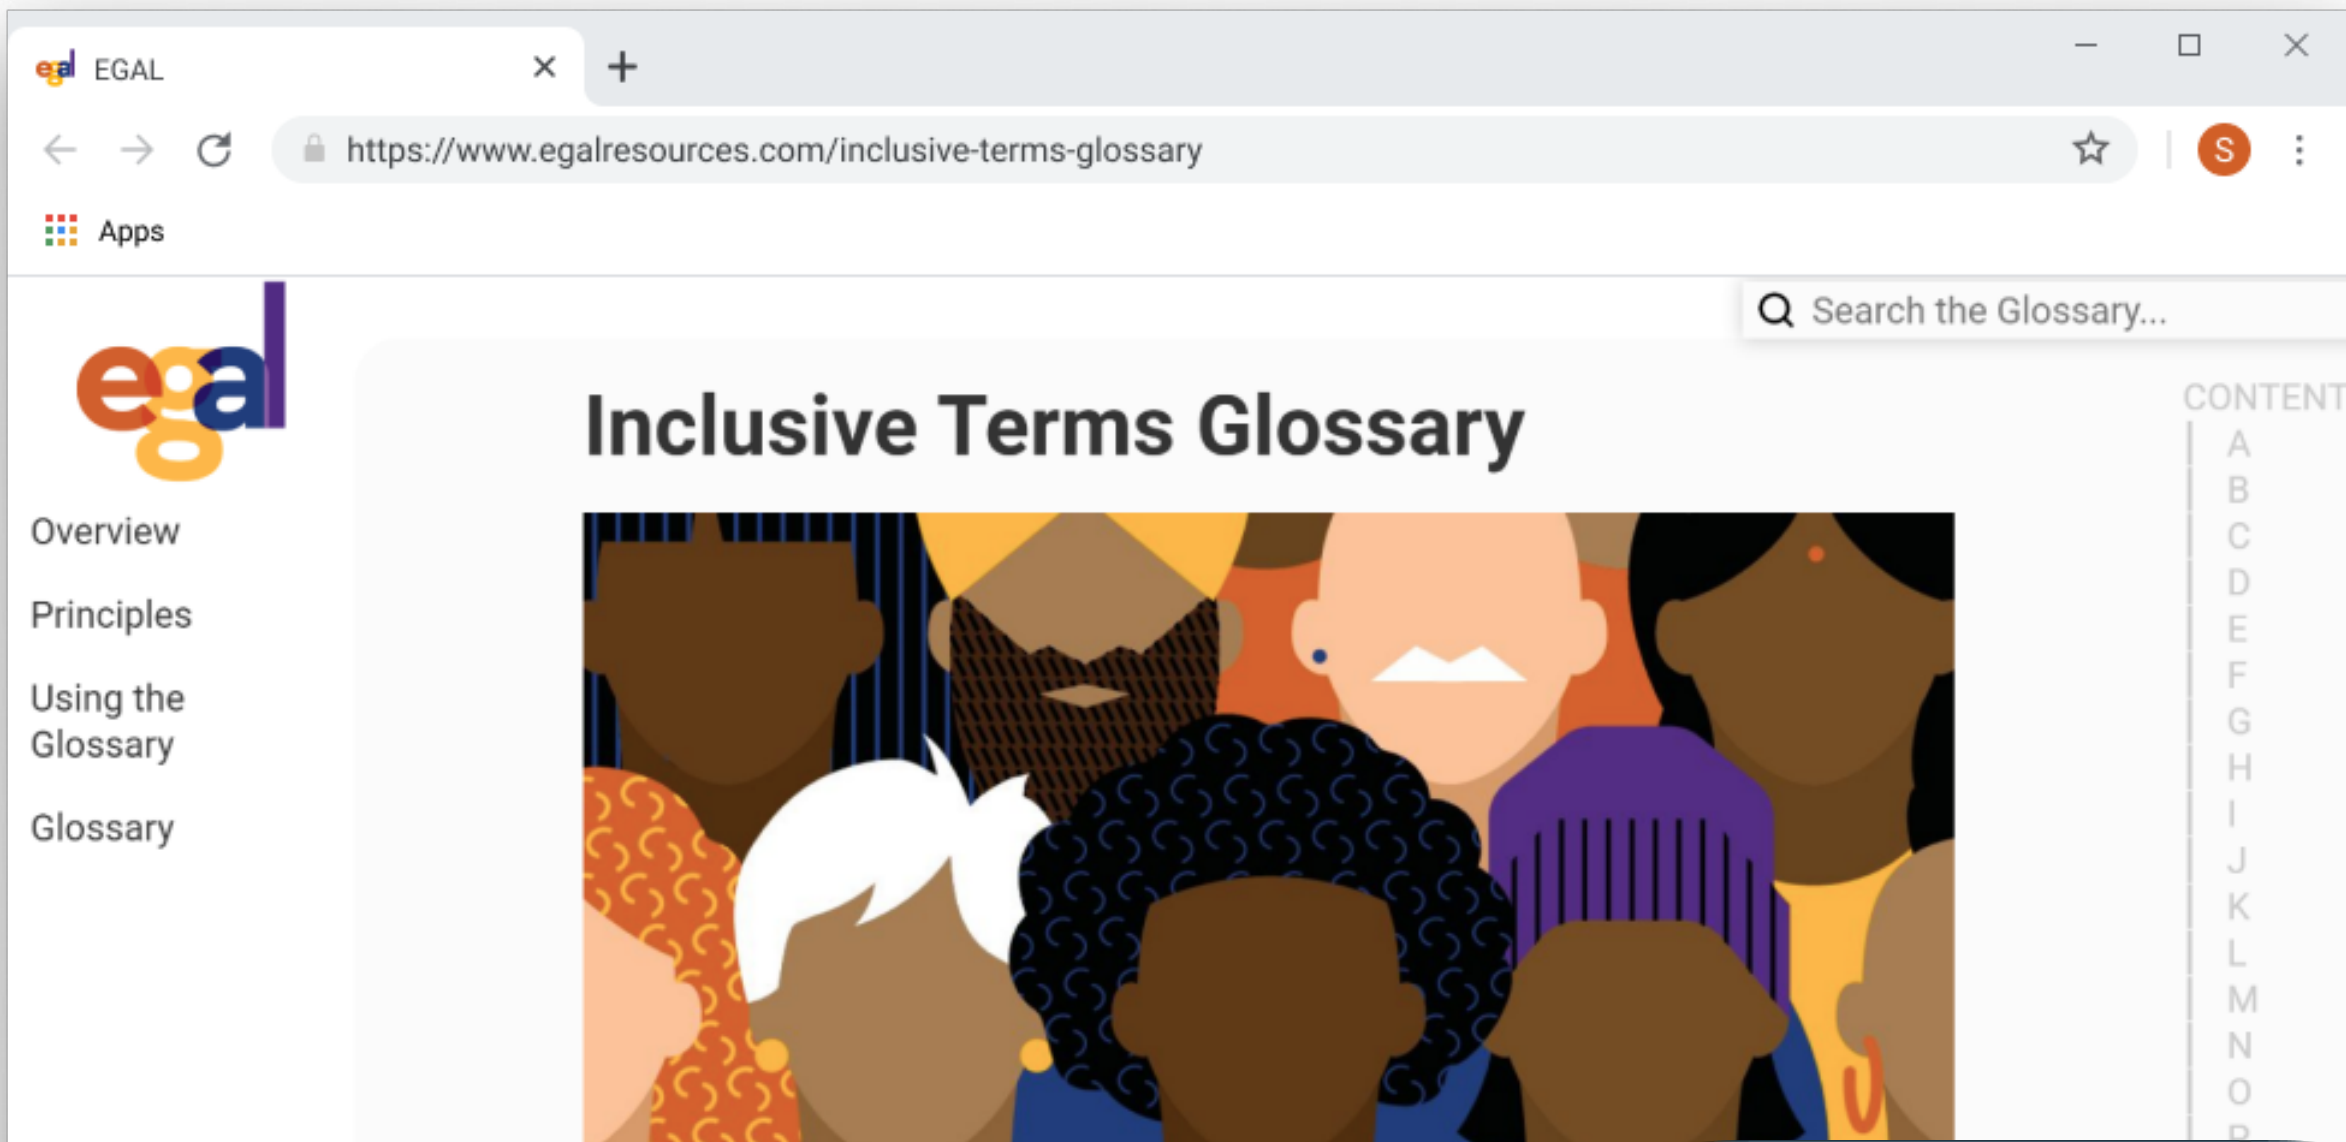 egal EGAL
https://www.egalresources.com/inclusive-terms-glossary
S
Apps
egal
Search the Glossary...
Overview
Principles
Using the
Glossary
Glossary
Inclusive Terms Glossary
CONTENT
A
B
C
D
E
F
G
H
I
J
K
L
M
N
O